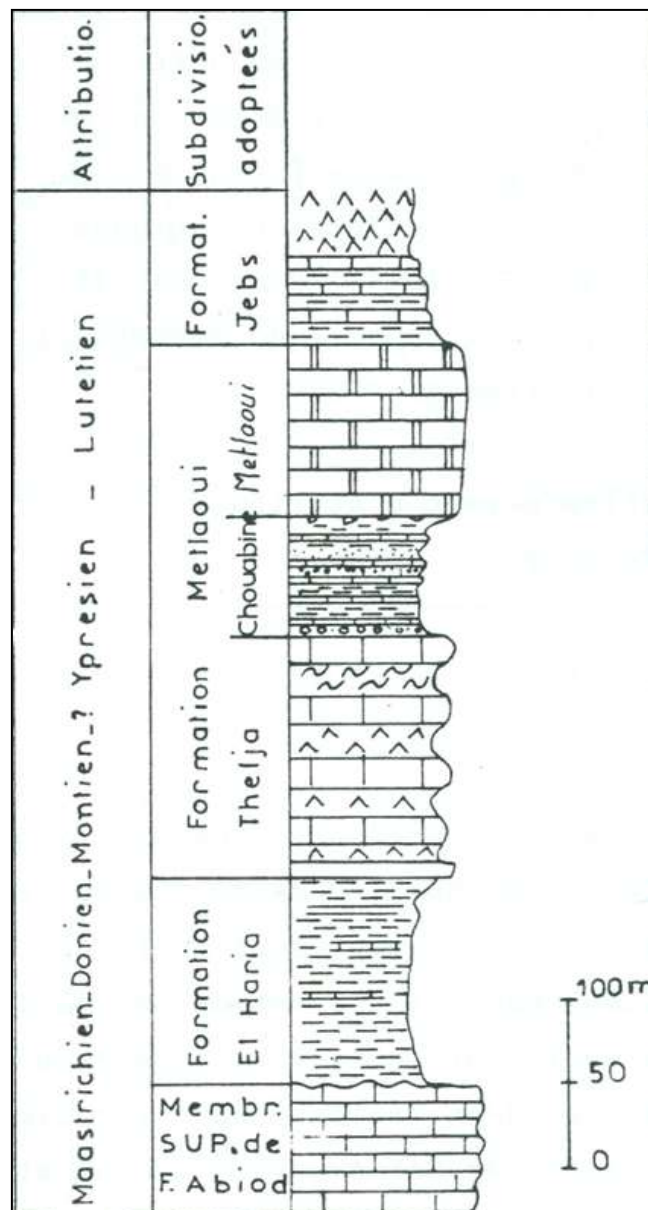 Attributio.
Subdivisio.
adoptées
Maastrichien_Donien_Montien_? Ypresien - Lutetien
Format.
Jebs
Formation Metlaoui
Metlaoui
Chouabine
Thelja
Formation
El Haria
Membr.
SUP. de
F. Abiod
100m
50
0